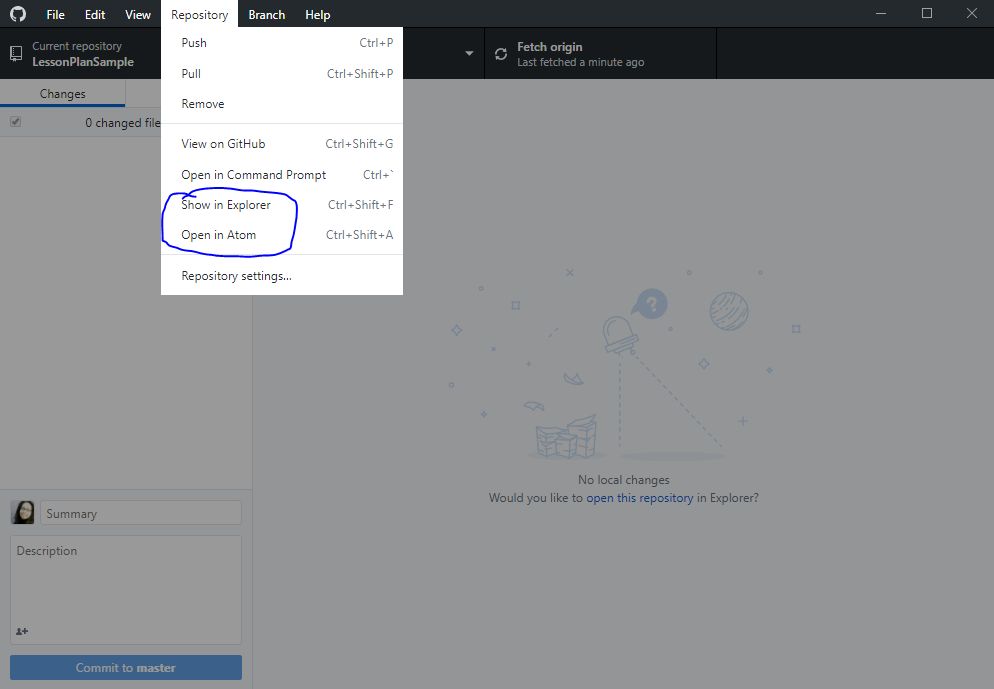 File Edit View Repository Branch Help
Current repository
LessonPlanSample
Fetch origin
Last fetched a minute ago
Push Ctrl+P
Pull Ctrl+Shift+P
Remove
View on GitHub Ctrl+Shift+G
Open in Command Prompt Ctrl+`
Show in Explorer Ctrl+Shift+F
Open in Atom Ctrl+Shift+A
Repository settings...
Changes
0 changed file
?
No local changes
Would you like to open this repository in Explorer?
Summary
Description
Commit to master